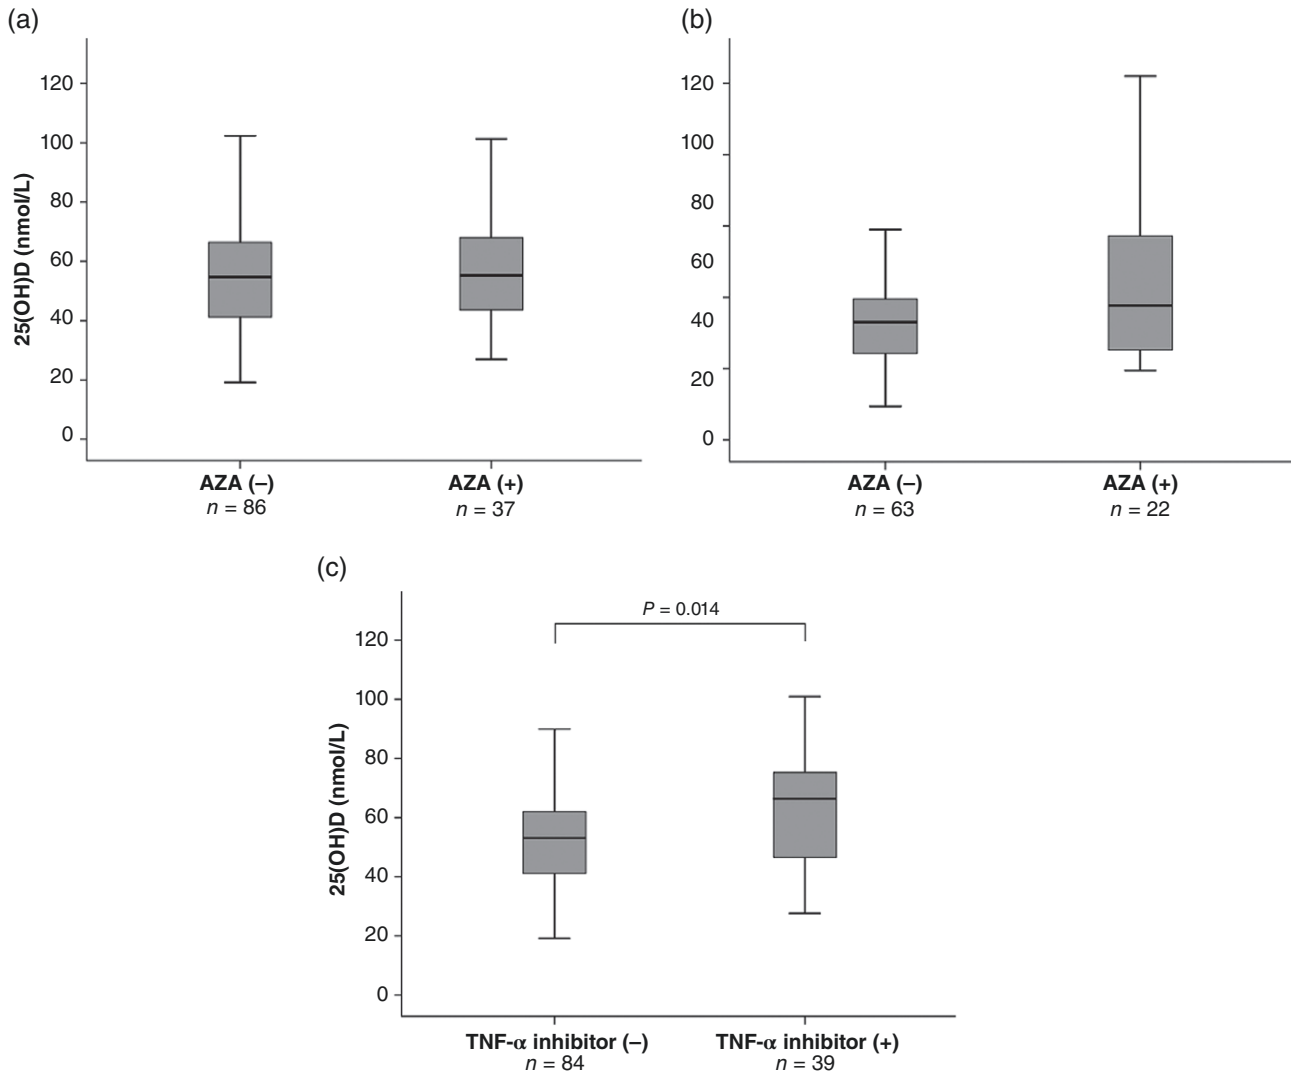 (a)
120
100
80
60
40
20
0
25(OH)D (nmol/L)
AZA (–)
n = 86
AZA (+)
n = 37
(b)
120
100
80
60
40
20
0
AZA (–)
n = 63
AZA (+)
n = 22
(c)
P = 0.014
120
100
80
60
40
20
0
25(OH)D (nmol/L)
TNF-α inhibitor (–)
n = 84
TNF-α inhibitor (+)
n = 39